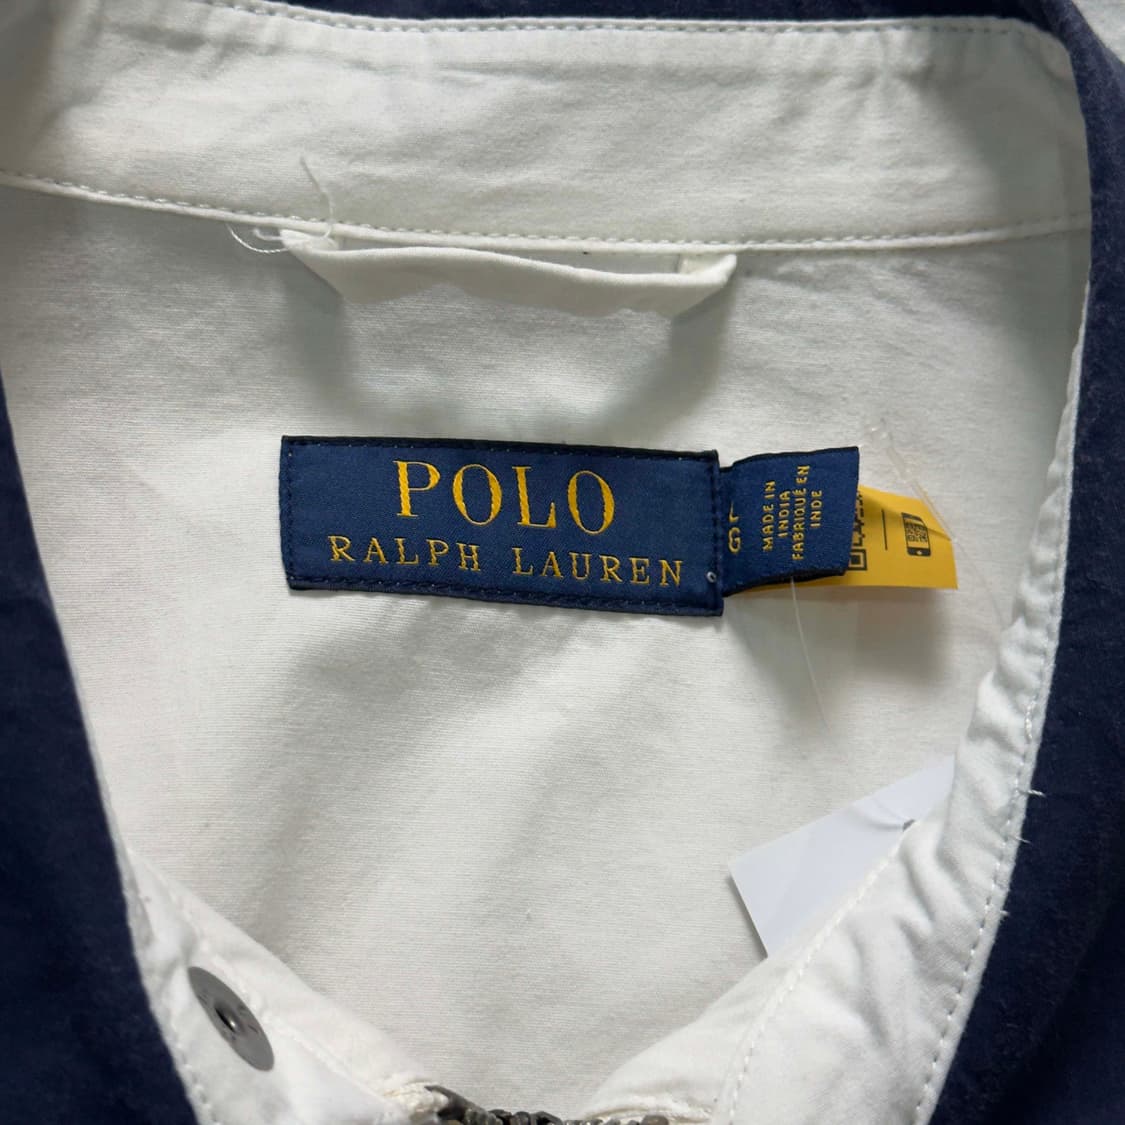 POLO
RALPH LAUREN
L
G
MADE IN
INDIA
FABRIQUÉ EN
INDE